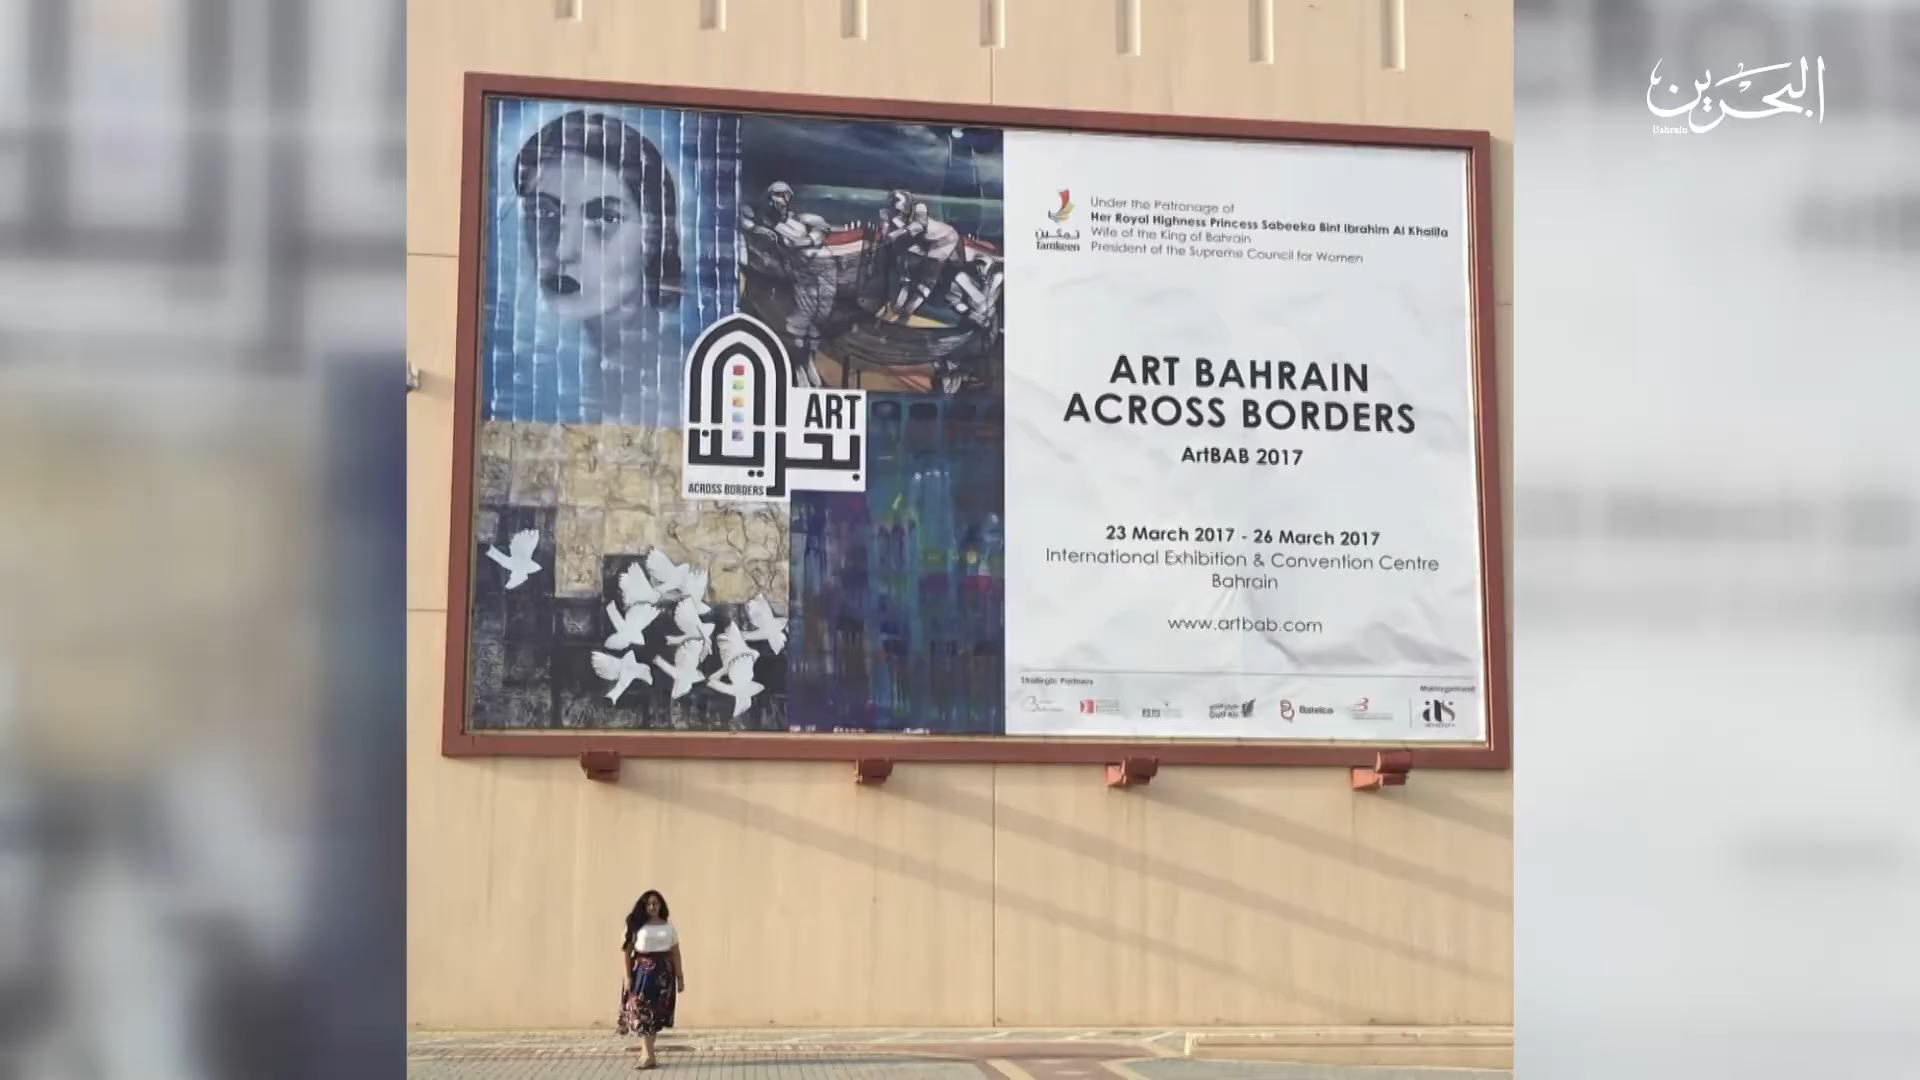 البحرين
Bahrain
Under the Patronage of
Her Royal Highness Princess Sabeeka Bint Ibrahim Al Khalifa
Wife of the King of Bahrain
President of the Supreme Council for Women
تمكين
Tamkeen
ART BAHRAIN
ACROSS BORDERS
ArtBAB 2017
ART
بحرين
ACROSS BORDERS
23 March 2017 - 26 March 2017
International Exhibition & Convention Centre
Bahrain
www.artbab.com
Strategic Partners
Management
Gulf Air
Batelco